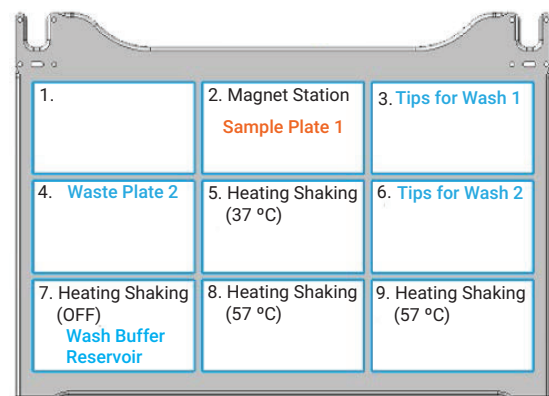 1.
2. Magnet Station
Sample Plate 1
3. Tips for Wash 1
4. Waste Plate 2
5. Heating Shaking
(37 ºC)
6. Tips for Wash 2
7. Heating Shaking
(OFF)
Wash Buffer
Reservoir
8. Heating Shaking
(57 ºC)
9. Heating Shaking
(57 ºC)